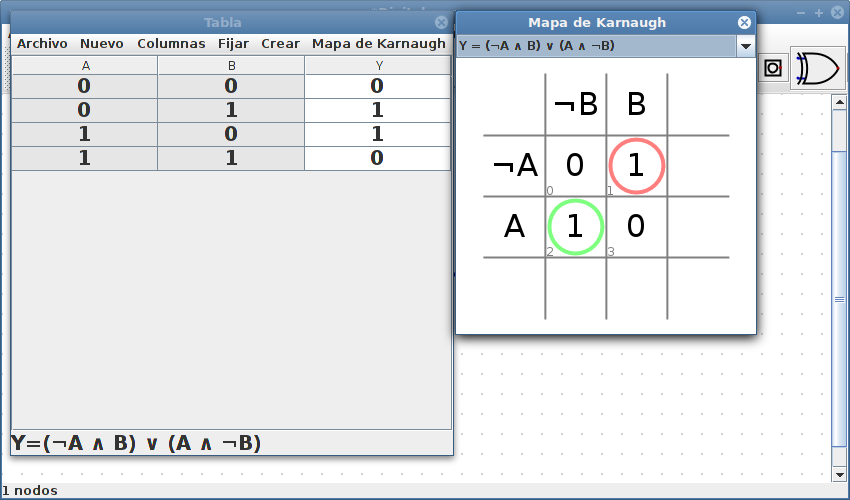 Tabla
Archivo Nuevo Columnas Fijar Crear Mapa de Karnaugh
A B Y
0 0 0
0 1 1
1 0 1
1 1 0
Y=(¬A ∧ B) ∨ (A ∧ ¬B)
Mapa de Karnaugh
Y = (¬A ∧ B) ∨ (A ∧ ¬B)
¬B B
¬A 0 1
0 1
A 1 0
2 3
1 nodos